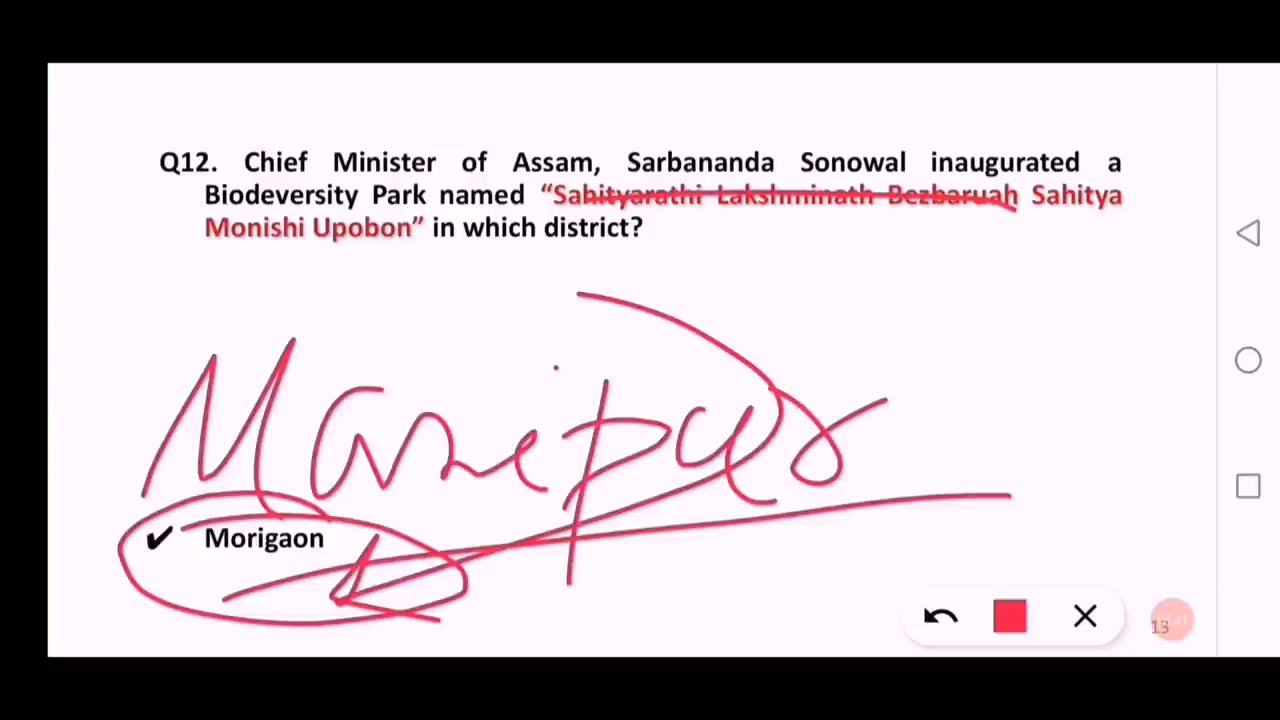 Q12. Chief Minister of Assam, Sarbananda Sonowal inaugurated a
Biodeversity Park named “Sahityarathi Lakshminath Bezbaruah Sahitya
Monishi Upobon” in which district?
Manipur
✔ Morigaon
13